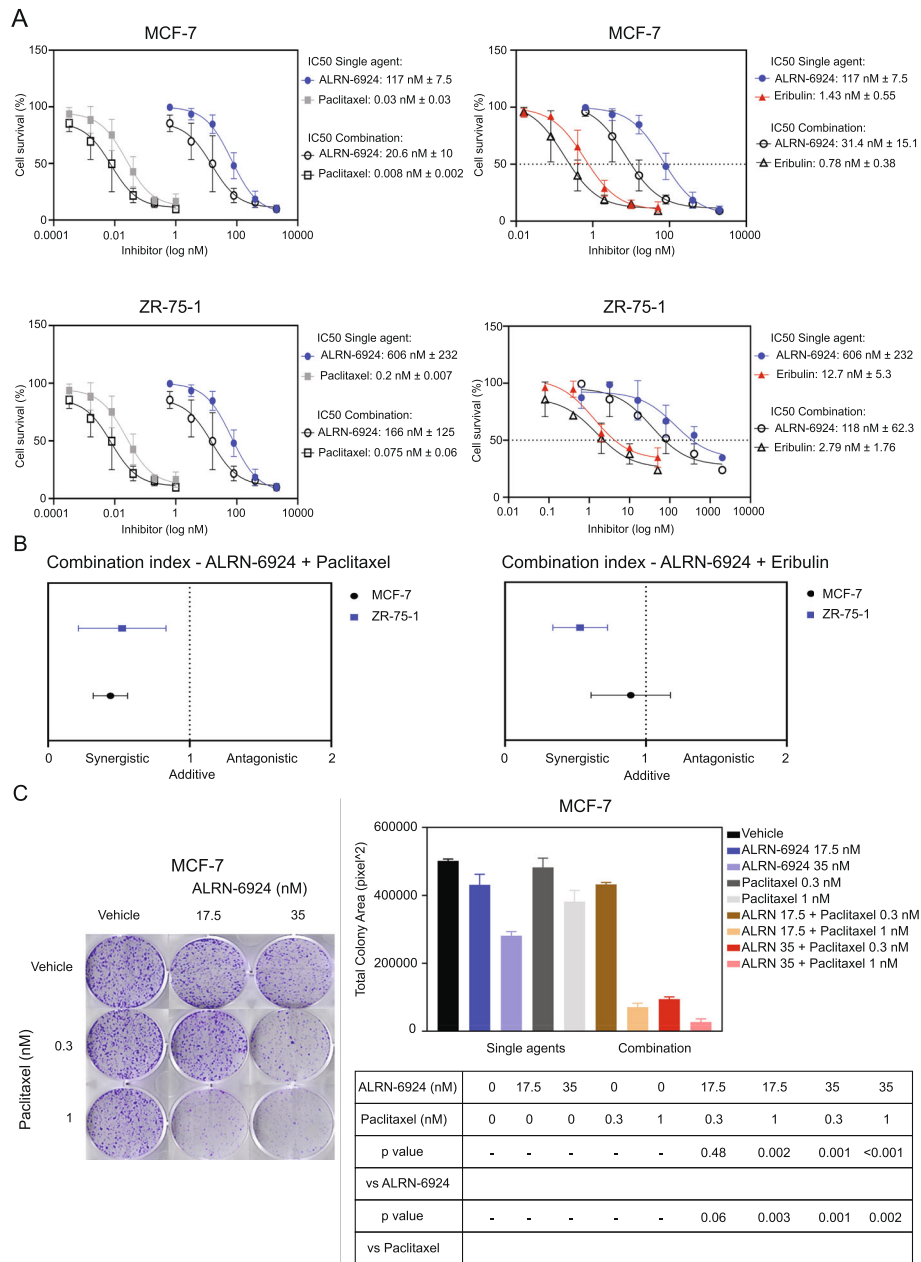 A
MCF-7
150
100
50
0
Cell survival (%)
0.0001
0.01
1
100
10000
Inhibitor (log nM)
IC50 Single agent:
ALRN-6924: 117 nM ± 7.5
Paclitaxel: 0.03 nM ± 0.03
IC50 Combination:
ALRN-6924: 20.6 nM ± 10
Paclitaxel: 0.008 nM ± 0.002
MCF-7
150
100
50
0
Cell survival (%)
0.01
1
100
10000
Inhibitor (log nM)
IC50 Single agent:
ALRN-6924: 117 nM ± 7.5
Eribulin: 1.43 nM ± 0.55
IC50 Combination:
ALRN-6924: 31.4 nM ± 15.1
Eribulin: 0.78 nM ± 0.38
ZR-75-1
150
100
50
0
Cell survival (%)
0.0001
0.01
1
100
10000
Inhibitor (log nM)
IC50 Single agent:
ALRN-6924: 606 nM ± 232
Paclitaxel: 0.2 nM ± 0.007
IC50 Combination:
ALRN-6924: 166 nM ± 125
Paclitaxel: 0.075 nM ± 0.06
ZR-75-1
150
100
50
0
Cell survival (%)
0.01
0.1
1
10
100
1000
10000
Inhibitor (log nM)
IC50 Single agent:
ALRN-6924: 606 nM ± 232
Eribulin: 12.7 nM ± 5.3
IC50 Combination:
ALRN-6924: 118 nM ± 62.3
Eribulin: 2.79 nM ± 1.76
B
Combination index - ALRN-6924 + Paclitaxel
MCF-7
ZR-75-1
0
1
2
Synergistic
Antagonistic
Additive
Combination index - ALRN-6924 + Eribulin
MCF-7
ZR-75-1
0
1
2
Synergistic
Antagonistic
Additive
C
MCF-7
ALRN-6924 (nM)
Vehicle
17.5
35
Vehicle
0.3
1
Paclitaxel (nM)
MCF-7
600000
400000
200000
0
Total Colony Area (pixel^2)
Single agents
Combination
Vehicle
ALRN-6924 17.5 nM
ALRN-6924 35 nM
Paclitaxel 0.3 nM
Paclitaxel 1 nM
ALRN 17.5 + Paclitaxel 0.3 nM
ALRN 17.5 + Paclitaxel 1 nM
ALRN 35 + Paclitaxel 0.3 nM
ALRN 35 + Paclitaxel 1 nM
ALRN-6924 (nM) 0 17.5 35 0 0 17.5 17.5 35 35
Paclitaxel (nM) 0 0 0 0.3 1 0.3 1 0.3 1
p value - - - - - 0.48 0.002 0.001 <0.001
vs ALRN-6924
p value - - - - - 0.06 0.003 0.001 0.002
vs Paclitaxel